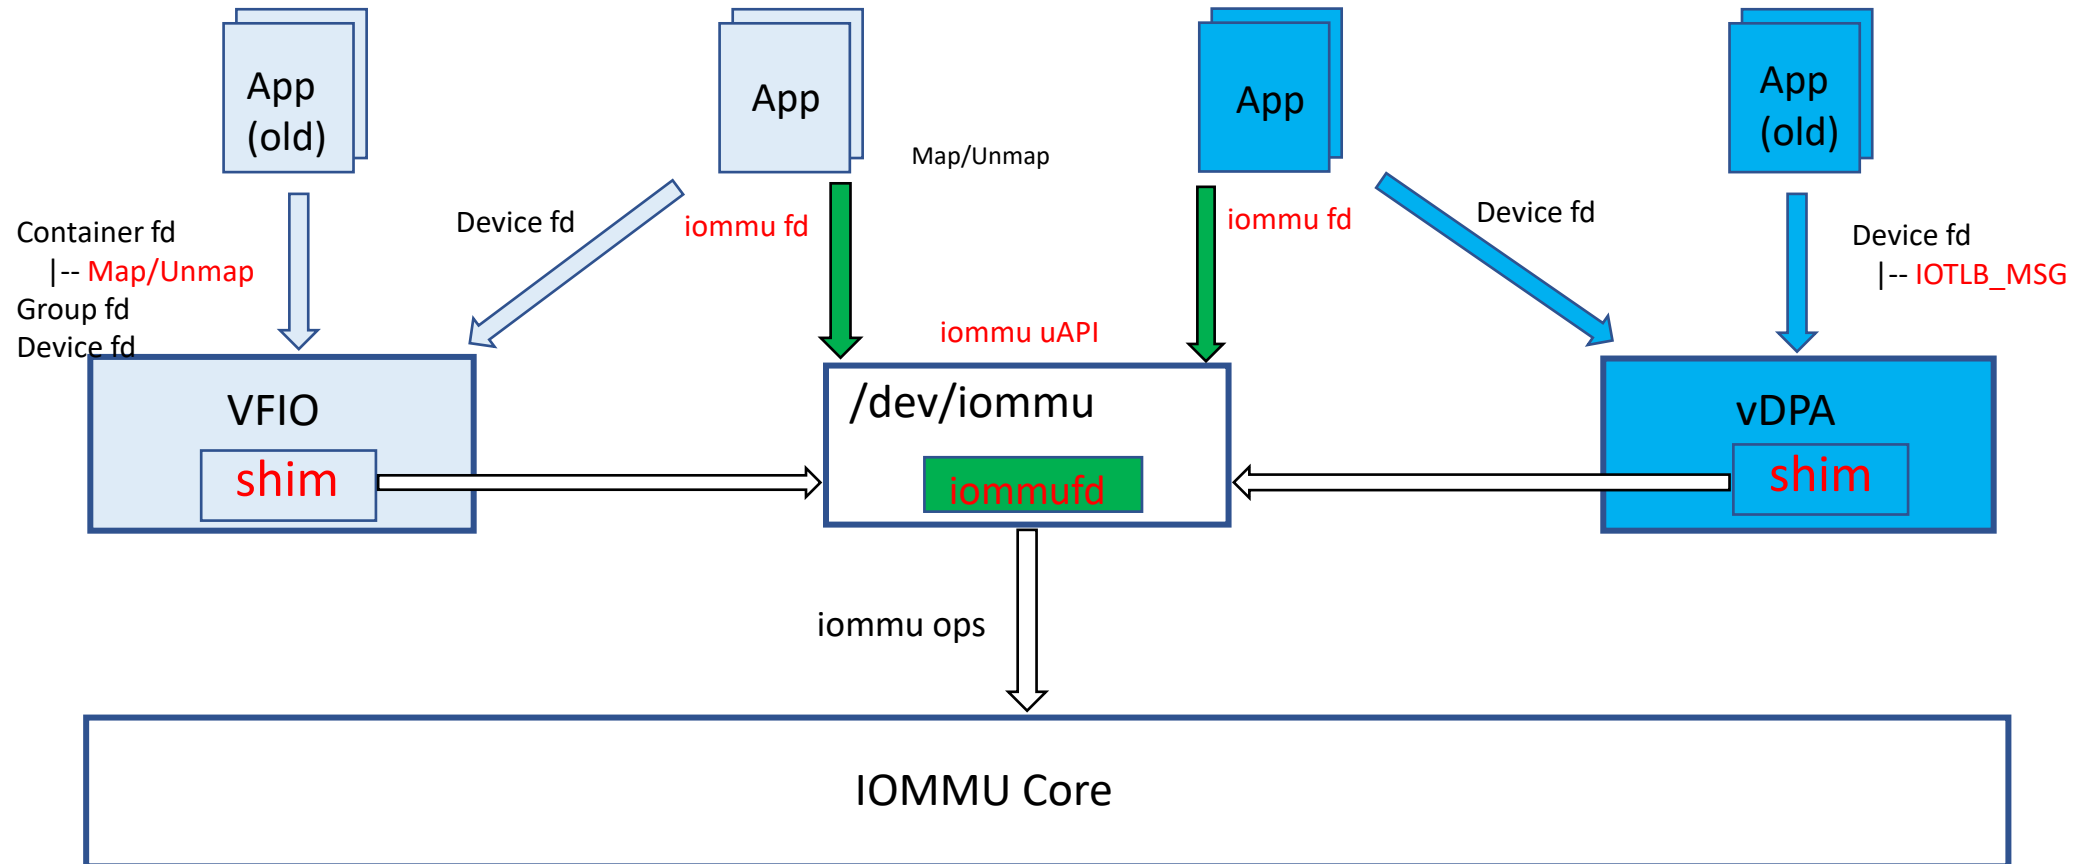 App
(old)
App
App
App
(old)
Map/Unmap
Container fd
|-- Map/Unmap
Group fd
Device fd
Device fd
iommu fd
iommu fd
Device fd
Device fd
|-- IOTLB_MSG
iommu uAPI
VFIO
shim
/dev/iommu
iommufd
vDPA
shim
iommu ops
IOMMU Core